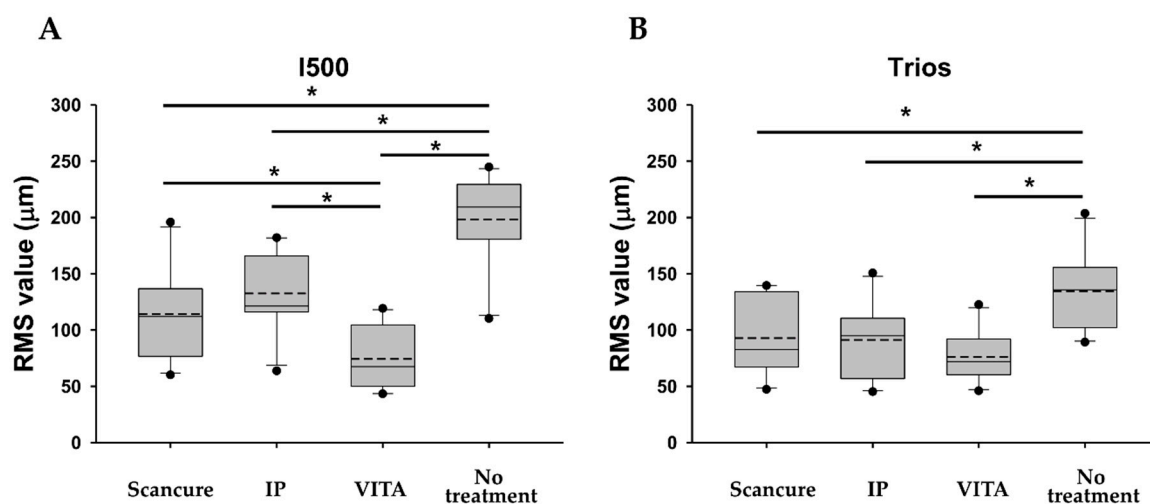 A
I500
RMS value (µm)
300
250
200
150
100
50
0
*
*
*
*
*
Scancure IP VITA No
treatment
B
Trios
RMS value (µm)
300
250
200
150
100
50
0
*
*
*
Scancure IP VITA No
treatment